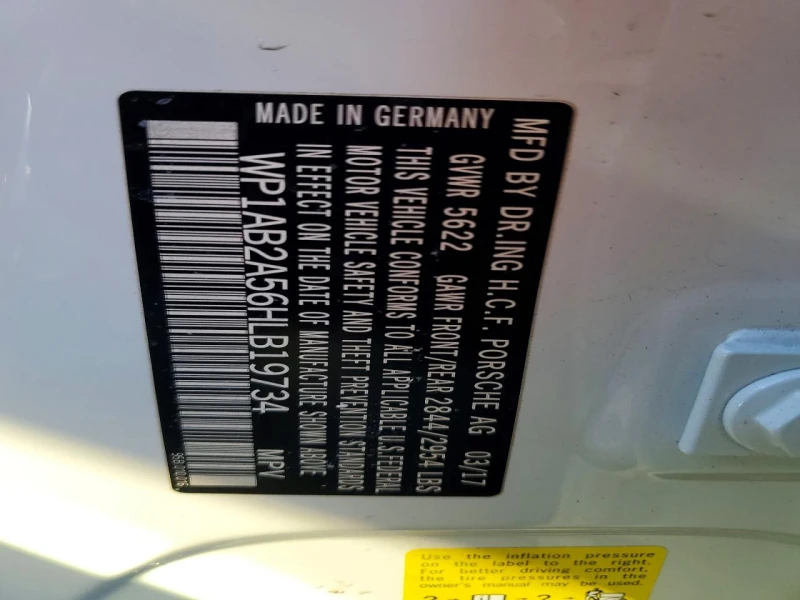 MFD BY DR.ING H.C.F. PORSCHE AG 03/17
GVWR 5622 GAWR FRONT/REAR 2844/2954 LBS
THIS VEHICLE CONFORMS TO ALL APPLICABLE U.S FEDERAL
MOTOR VEHICLE SAFETY AND THEFT PREVENTION STANDARDS
IN EFFECT ON THE DATE OF MANUFACTURE SHOWN ABOVE
WP1AB2A56HLB19734 MPV
MADE IN GERMANY
Use the inflation pressure
on the label to the right.
For better driving comfort,
the tire pressures in the
owner's manual may be used.